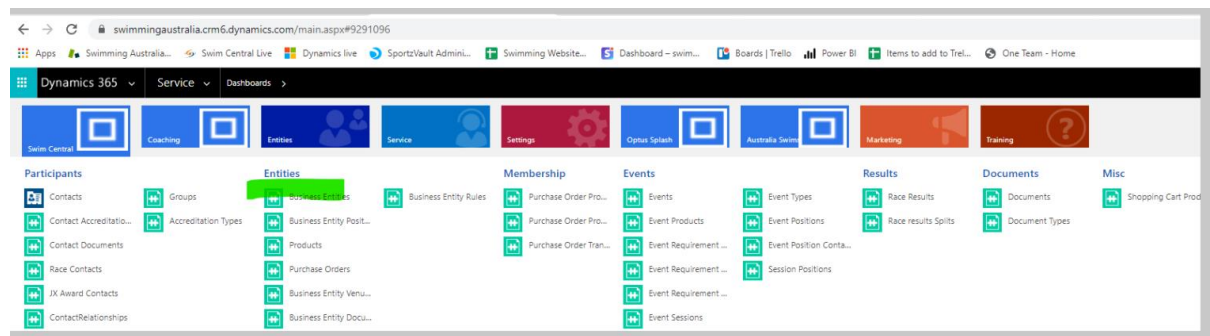 swimmingaustralia.crm6.dynamics.com/main.aspx#9291096
Apps Swimming Australia... Swim Central Live Dynamics live SportzVault Admini... Swimming Website... Dashboard – swim... Boards | Trello Power BI Items to add to Trel... One Team - Home
Dynamics 365 Service Dashboards >
Swim Central Coaching Entities Service Settings Optus Splash Australia Swims Marketing Training
Participants Entities Membership Events Results Documents Misc
Contacts Groups Business Entities Business Entity Rules Purchase Order Pro... Events Event Types Race Results Documents Shopping Cart Prod
Contact Accreditatio... Accreditation Types Business Entity Posit... Purchase Order Pro... Event Products Event Positions Race results Splits Document Types
Contact Documents Products Purchase Order Tran... Event Requirement ... Event Position Conta...
Race Contacts Purchase Orders Event Requirement ... Session Positions
JX Award Contacts Business Entity Venu... Event Requirement ...
ContactRelationships Business Entity Docu... Event Sessions